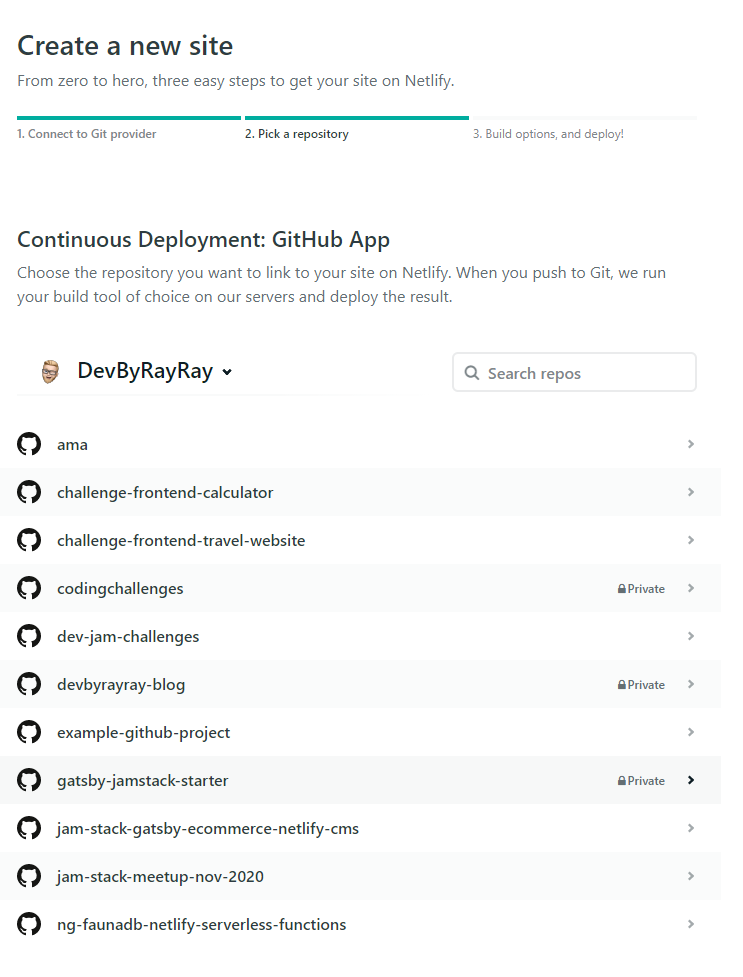 Create a new site
From zero to hero, three easy steps to get your site on Netlify.
1. Connect to Git provider
2. Pick a repository
3. Build options, and deploy!
Continuous Deployment: GitHub App
Choose the repository you want to link to your site on Netlify. When you push to Git, we run
your build tool of choice on our servers and deploy the result.
DevByRayRay
Search repos
ama
challenge-frontend-calculator
challenge-frontend-travel-website
codingchallenges Private
dev-jam-challenges
devbyrayray-blog Private
example-github-project
gatsby-jamstack-starter Private
jam-stack-gatsby-ecommerce-netlify-cms
jam-stack-meetup-nov-2020
ng-faunadb-netlify-serverless-functions